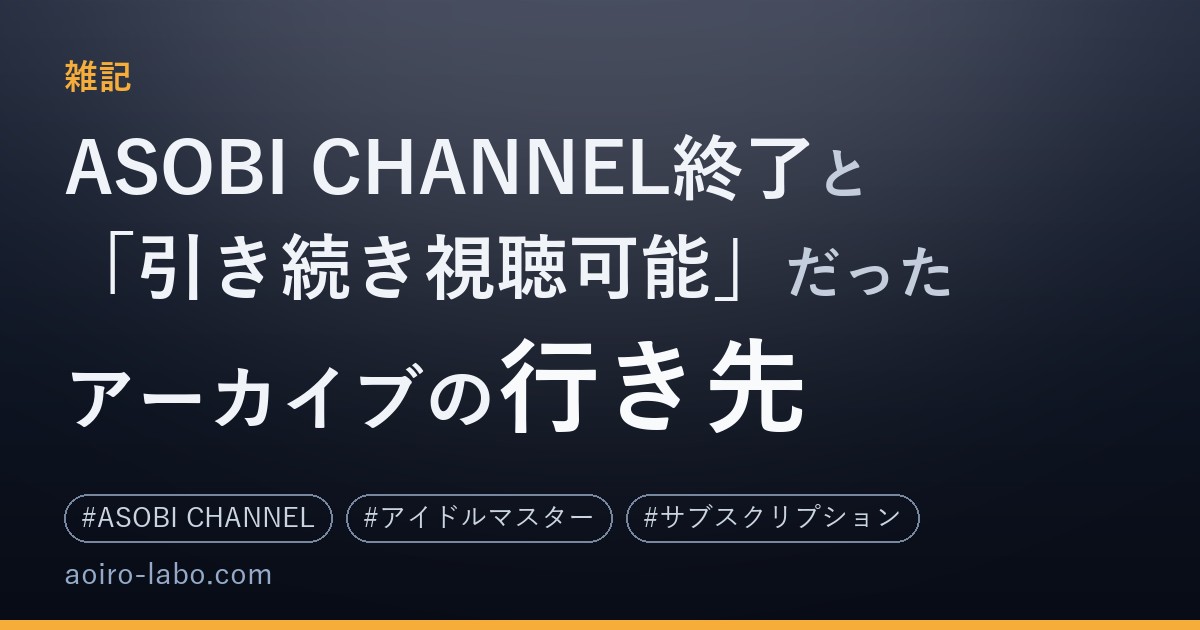 雑記
ASOBI CHANNEL終了と
「引き続き視聴可能」だった
アーカイブの行き先
#ASOBI CHANNEL #アイドルマスター #サブスクリプション
aoiro-labo.com